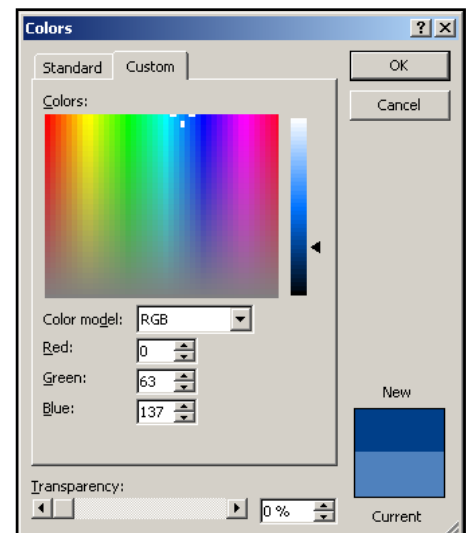 Colors
Standard Custom
OK
Cancel
Colors:
Color model: RGB
Red: 0
Green: 63
Blue: 137
New
Current
Transparency:
0 %